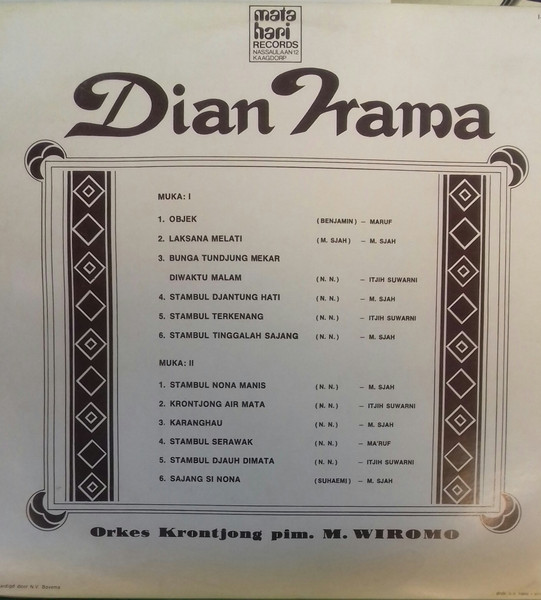 mata
hari
RECORDS
NASSAULAAN 12
KAAGDORP
Dian Irama
MUKA: I
1. OBJEK (BENJAMIN) – MARUF
2. LAKSANA MELATI (M. SJAH) – M. SJAH
3. BUNGA TUNDJUNG MEKAR
DIWAKTU MALAM (N. N.) – ITJIH SUWARNI
4. STAMBUL DJANTUNG HATI (N. N.) – M. SJAH
5. STAMBUL TERKENANG (N. N.) – ITJIH SUWARNI
6. STAMBUL TINGGALAH SAJANG (N. N.) – M. SJAH
MUKA: II
1. STAMBUL NONA MANIS (N. N.) – M. SJAH
2. KRONTJONG AIR MATA (N. N.) – ITJIH SUWARNI
3. KARANGHAU (N. N.) – M. SJAH
4. STAMBUL SERAWAK (N. N.) – MA'RUF
5. STAMBUL DJAUH DIMATA (N. N.) – ITJIH SUWARNI
6. SAJANG SI NONA (SUHAEMI) – M. SJAH
Orkes Krontjong pim. M. WIROMO